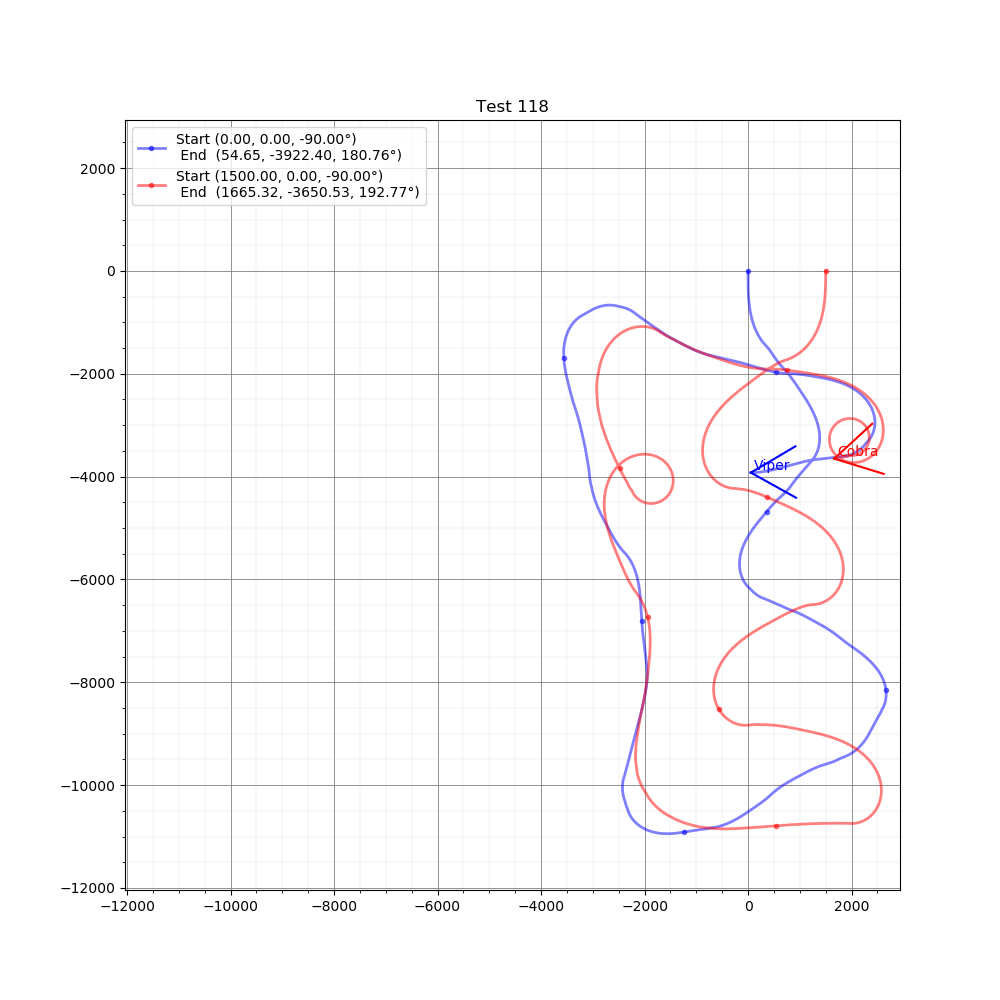 Test 118
Start (0.00, 0.00, -90.00°)
End (54.65, -3922.40, 180.76°)
Start (1500.00, 0.00, -90.00°)
End (1665.32, -3650.53, 192.77°)
2000
0
−2000
Cobra
Viper
−4000
−6000
−8000
−10000
−12000
−12000 −10000 −8000 −6000 −4000 −2000 0 2000